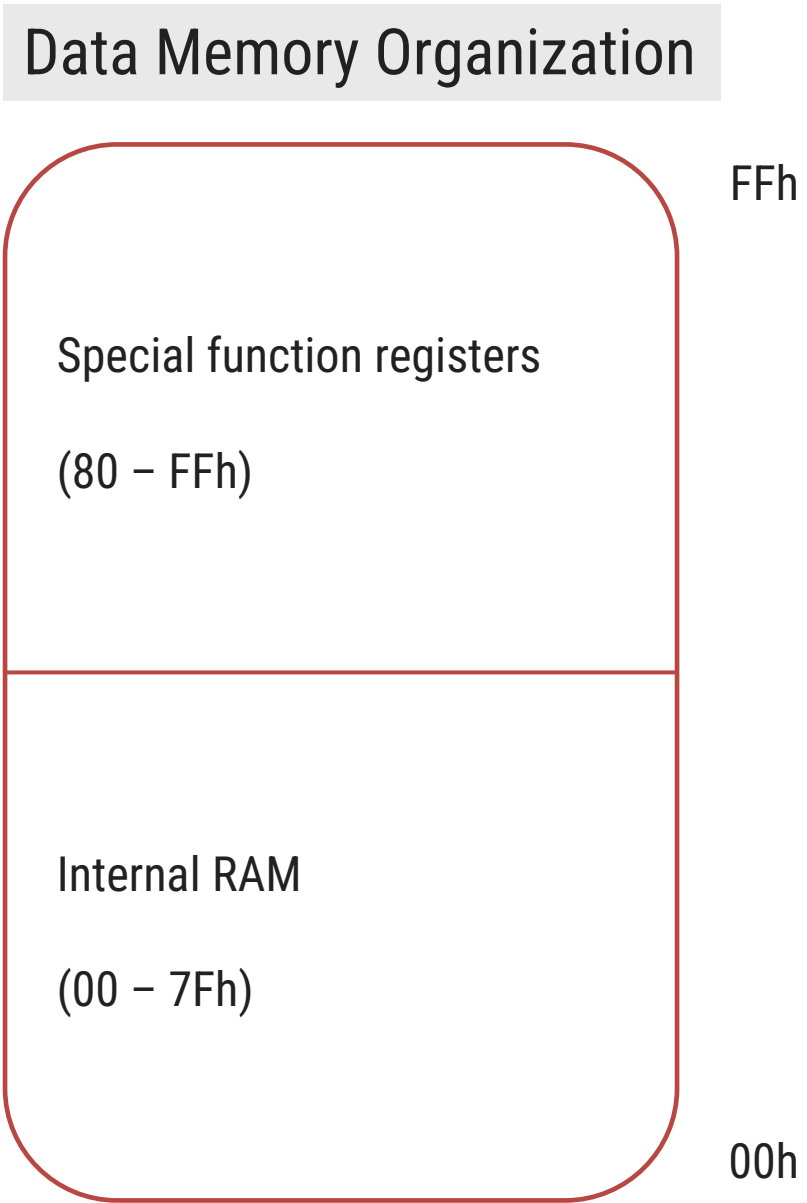 Data Memory Organization
FFh
Special function registers
(80 – FFh)
Internal RAM
(00 – 7Fh)
00h